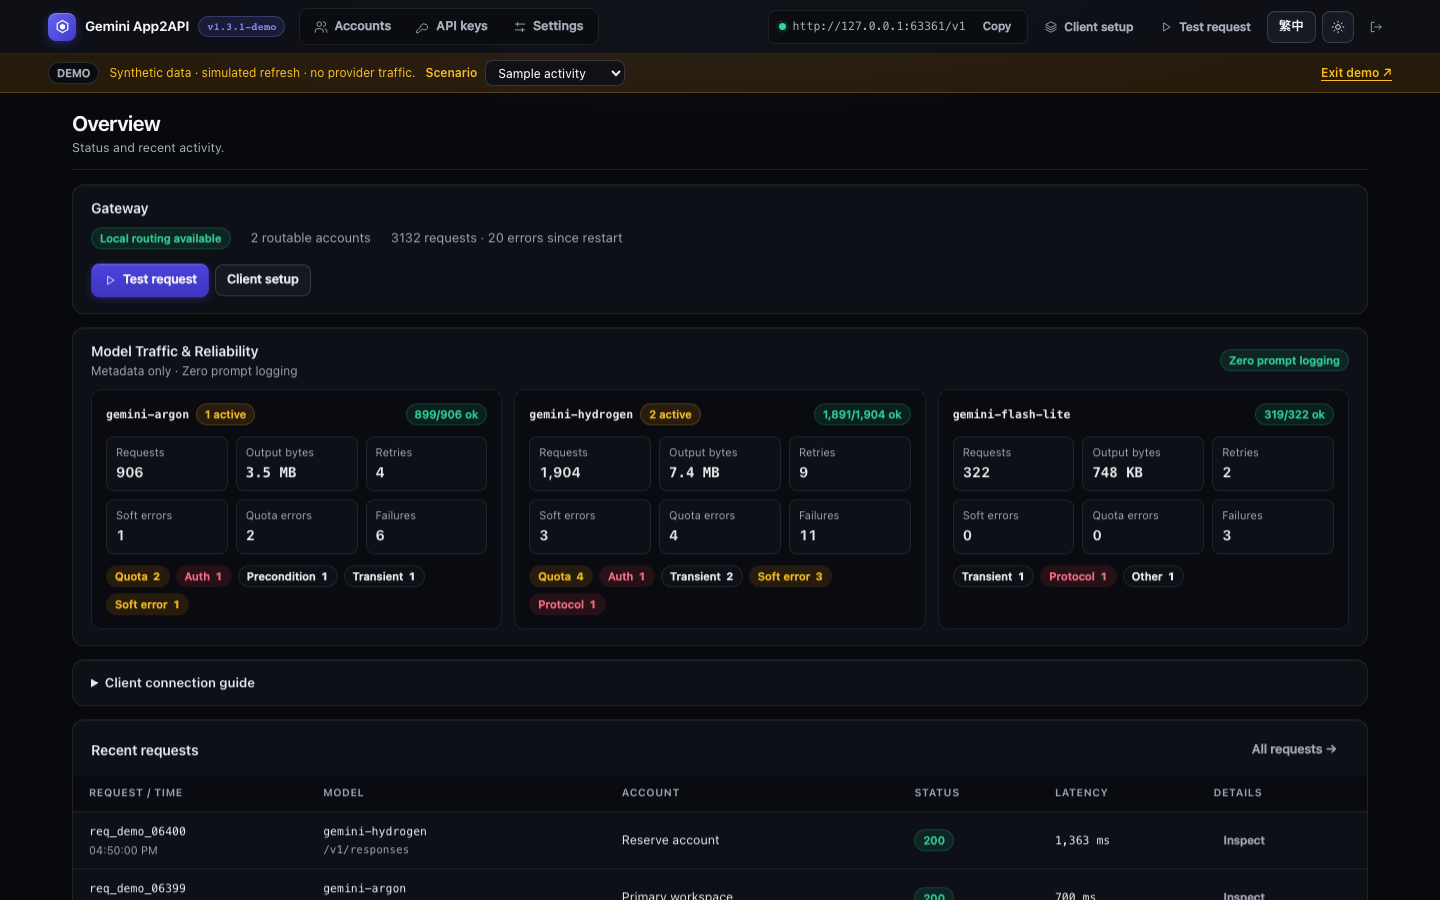 Gemini App2API v1.3.1-demo Accounts API keys Settings http://127.0.0.1:63361/v1 Copy Client setup Test request 繁中
DEMO Synthetic data · simulated refresh · no provider traffic. Scenario Sample activity Exit demo ↗
Overview
Status and recent activity.
Gateway
Local routing available 2 routable accounts 3132 requests · 20 errors since restart
Test request Client setup
Model Traffic & Reliability
Metadata only · Zero prompt logging
Zero prompt logging
gemini-argon 1 active 899/906 ok
Requests Output bytes Retries
906 3.5 MB 4
Soft errors Quota errors Failures
1 2 6
Quota 2 Auth 1 Precondition 1 Transient 1
Soft error 1
gemini-hydrogen 2 active 1,891/1,904 ok
Requests Output bytes Retries
1,904 7.4 MB 9
Soft errors Quota errors Failures
3 4 11
Quota 4 Auth 1 Transient 2 Soft error 3
Protocol 1
gemini-flash-lite 319/322 ok
Requests Output bytes Retries
322 748 KB 2
Soft errors Quota errors Failures
0 0 3
Transient 1 Protocol 1 Other 1
Client connection guide
Recent requests All requests →
REQUEST / TIME MODEL ACCOUNT STATUS LATENCY DETAILS
req_demo_06400 gemini-hydrogen Reserve account 200 1,363 ms Inspect
04:50:00 PM /v1/responses
req_demo_06399 gemini-argon Primary workspace 200 700 ms Inspect